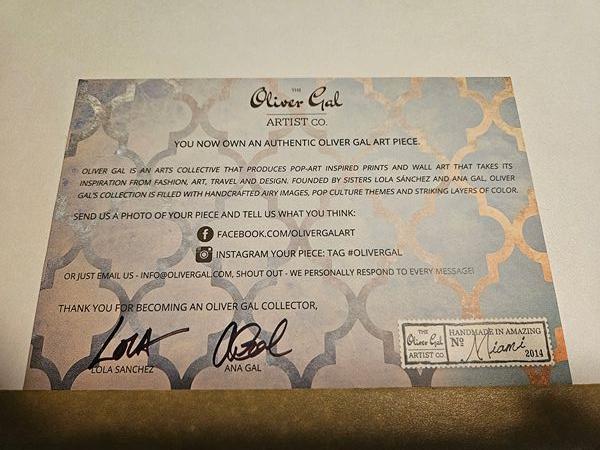 THE
Oliver Gal
ARTIST CO.
YOU NOW OWN AN AUTHENTIC OLIVER GAL ART PIECE.
OLIVER GAL IS AN ARTS COLLECTIVE THAT PRODUCES POP-ART INSPIRED PRINTS AND WALL ART THAT TAKES ITS
INSPIRATION FROM FASHION, ART, TRAVEL AND DESIGN. FOUNDED BY SISTERS LOLA SÁNCHEZ AND ANA GAL, OLIVER
GAL'S COLLECTION IS FILLED WITH HANDCRAFTED AIRY IMAGES, POP CULTURE THEMES AND STRIKING LAYERS OF COLOR.
SEND US A PHOTO OF YOUR PIECE AND TELL US WHAT YOU THINK:
FACEBOOK.COM/OLIVERGALART
INSTAGRAM YOUR PIECE: TAG #OLIVERGAL
OR JUST EMAIL US - INFO@OLIVERGAL.COM, SHOUT OUT - WE PERSONALLY RESPOND TO EVERY MESSAGE!
THANK YOU FOR BECOMING AN OLIVER GAL COLLECTOR,
LOLA
LOLA SANCHEZ
ANA GAL
THE
Oliver Gal
ARTIST CO.
HANDMADE IN AMAZING
Nº Miami
2014